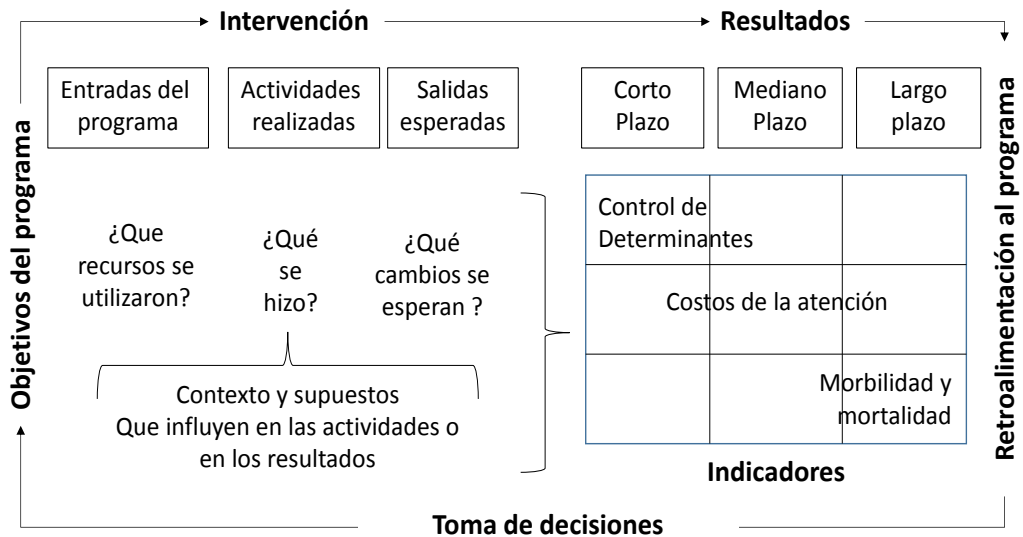 Intervención
Resultados
Objetivos del programa
Entradas del
programa
Actividades
realizadas
Salidas
esperadas
Corto
Plazo
Mediano
Plazo
Largo
plazo
Retroalimentación al programa
¿Que
recursos se
utilizaron?
¿Qué
se
hizo?
¿Qué
cambios se
esperan ?
Contexto y supuestos
Que influyen en las actividades o
en los resultados
Control de
Determinantes
Costos de la atención
Morbilidad y
mortalidad
Indicadores
Toma de decisiones